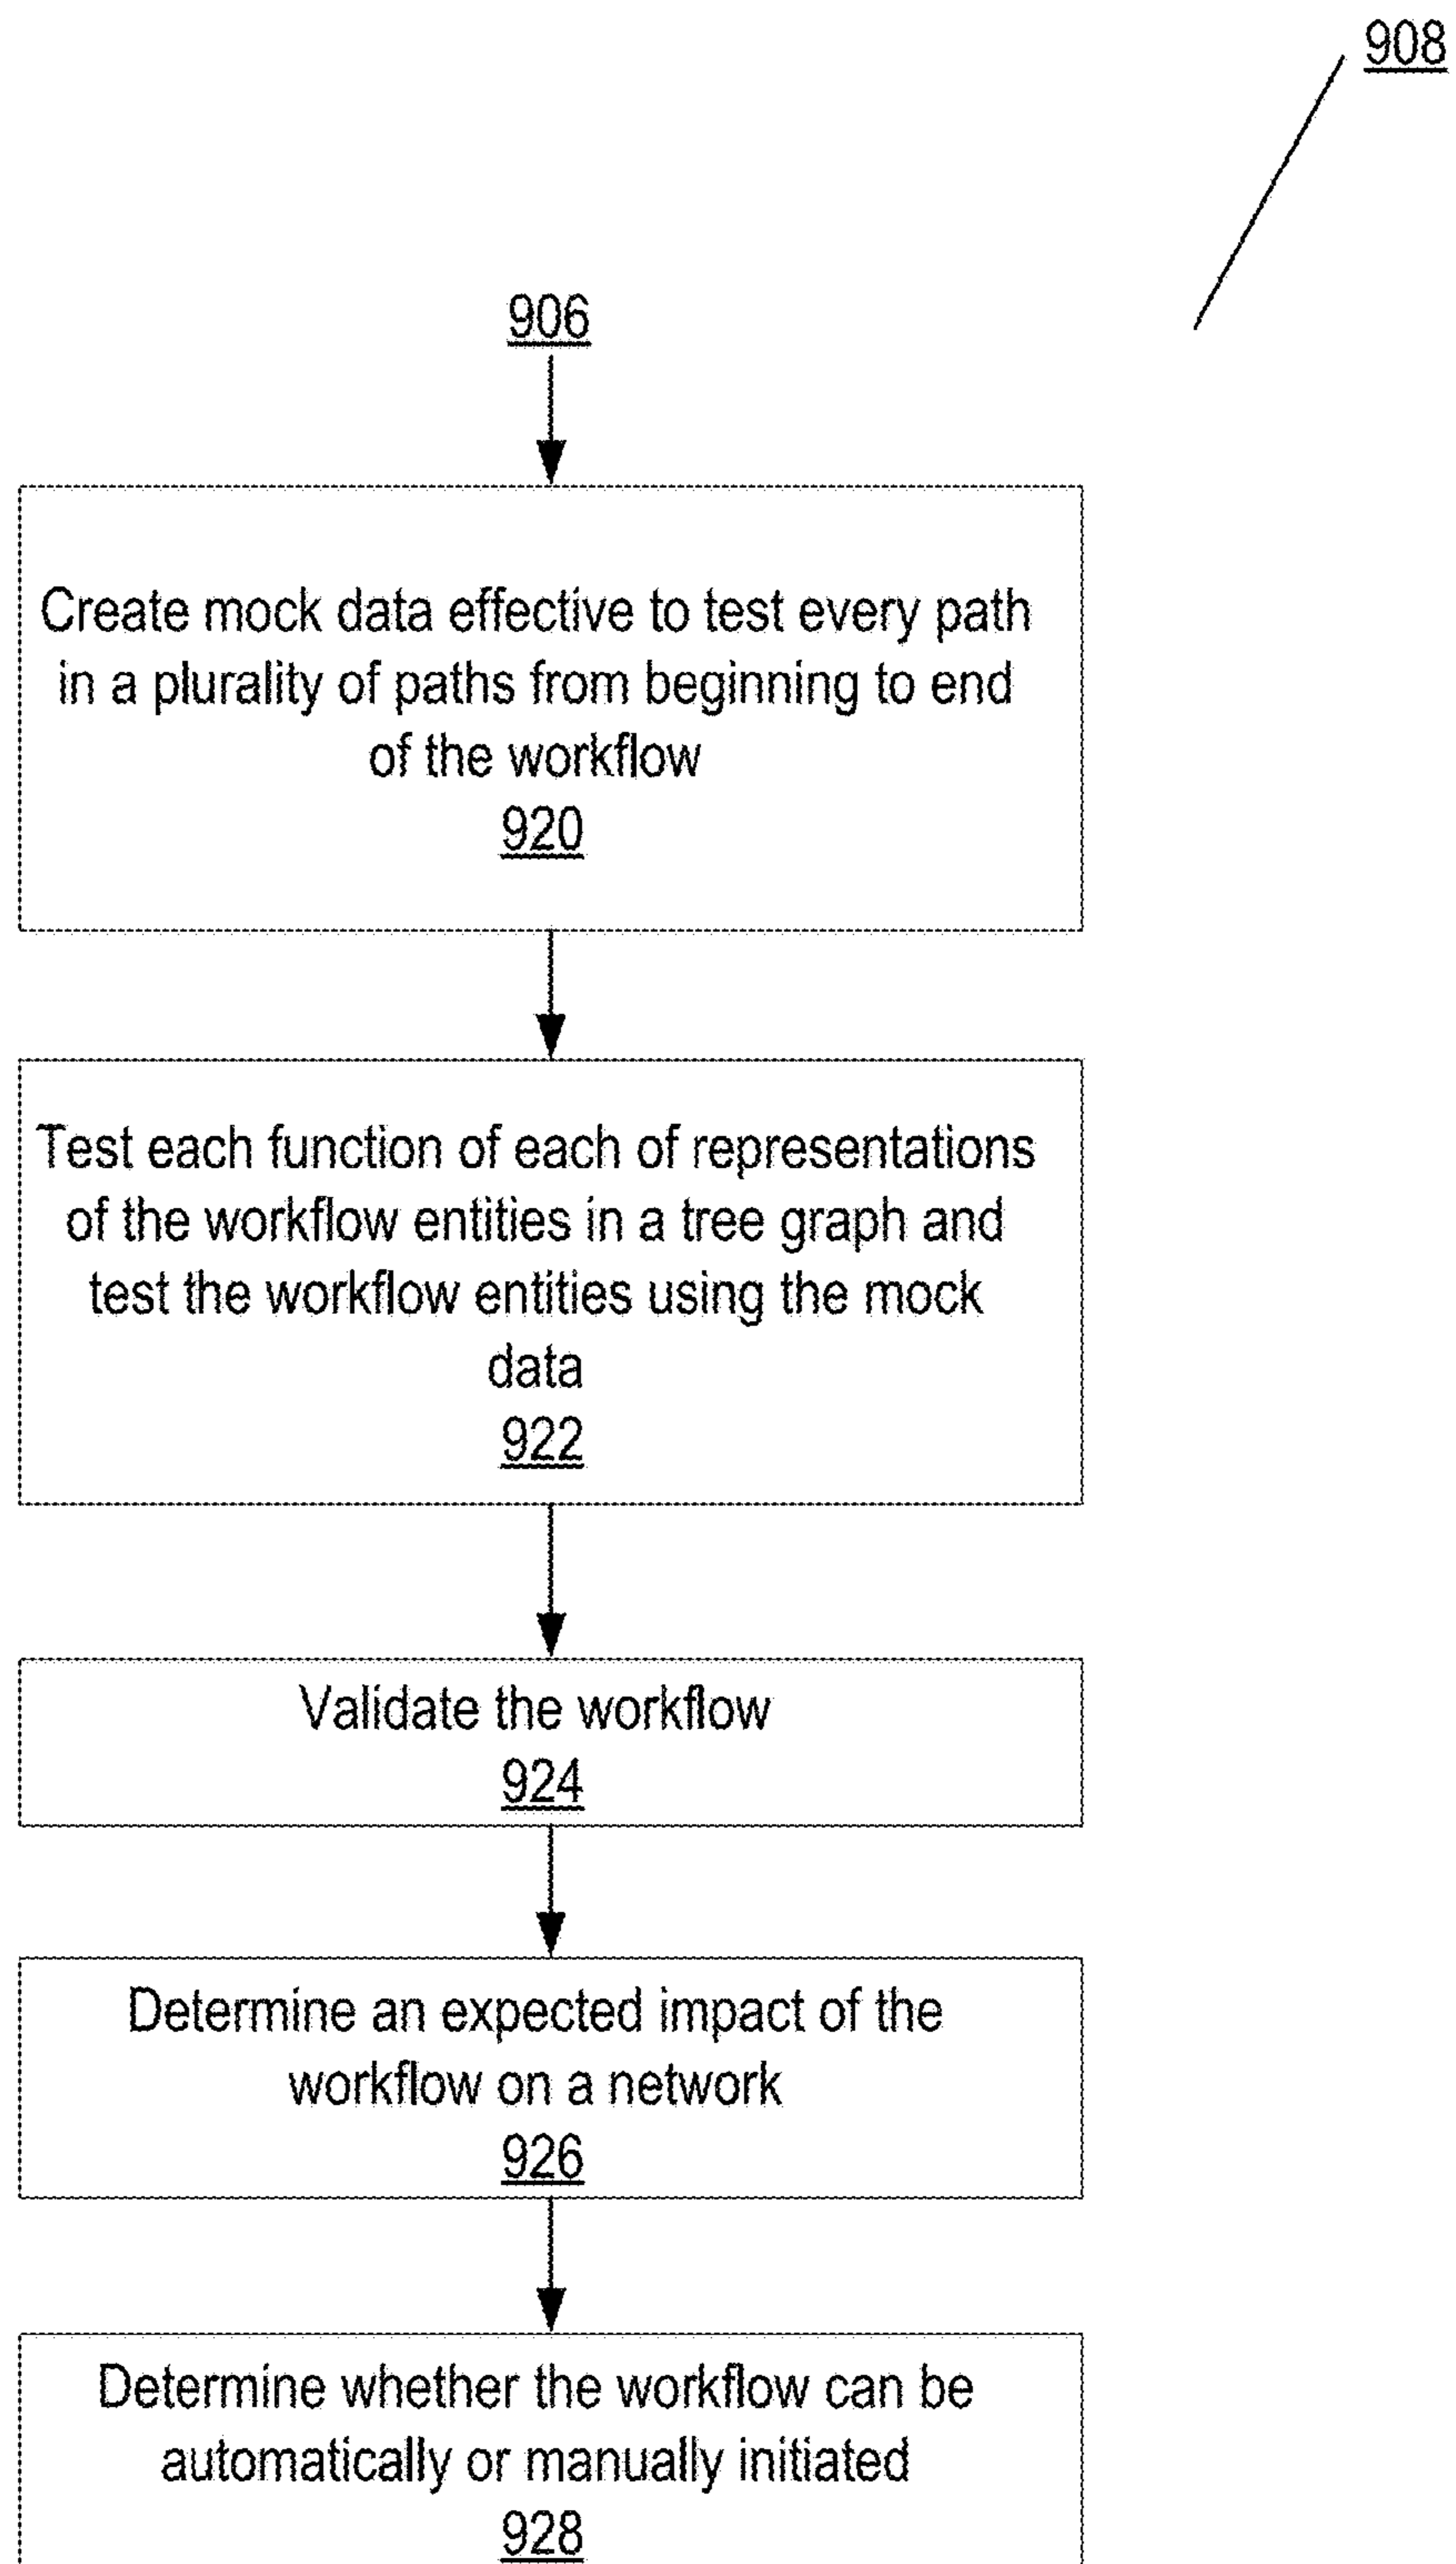 908
906
Create mock data effective to test every path
in a plurality of paths from beginning to end
of the workflow
920
Test each function of each of representations
of the workflow entities in a tree graph and
test the workflow entities using the mock
data
922
Validate the workflow
924
Determine an expected impact of the
workflow on a network
926
Determine whether the workflow can be
automatically or manually initiated
928